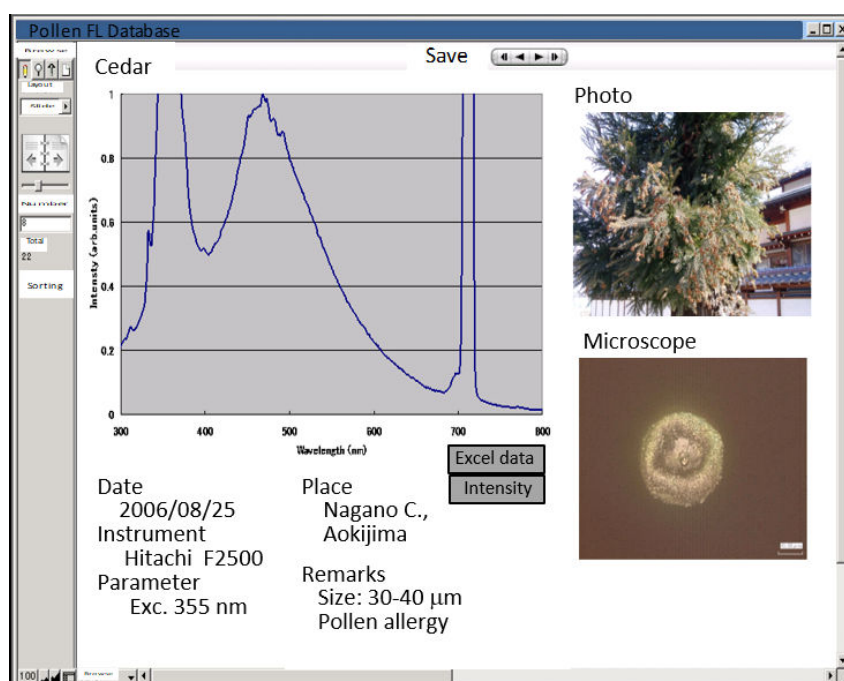 Pollen FL Database
Cedar
Save
Photo
1
0.8
0.6
0.4
0.2
0
Intensty (arb.units)
300 400 500 600 700 800
Wavelength (nm)
Number
8
Total
22
Sorting
Microscope
Excel data
Intensity
Date
2006/08/25
Instrument
Hitachi F2500
Parameter
Exc. 355 nm
Place
Nagano C.,
Aokijima
Remarks
Size: 30-40 μm
Pollen allergy
100